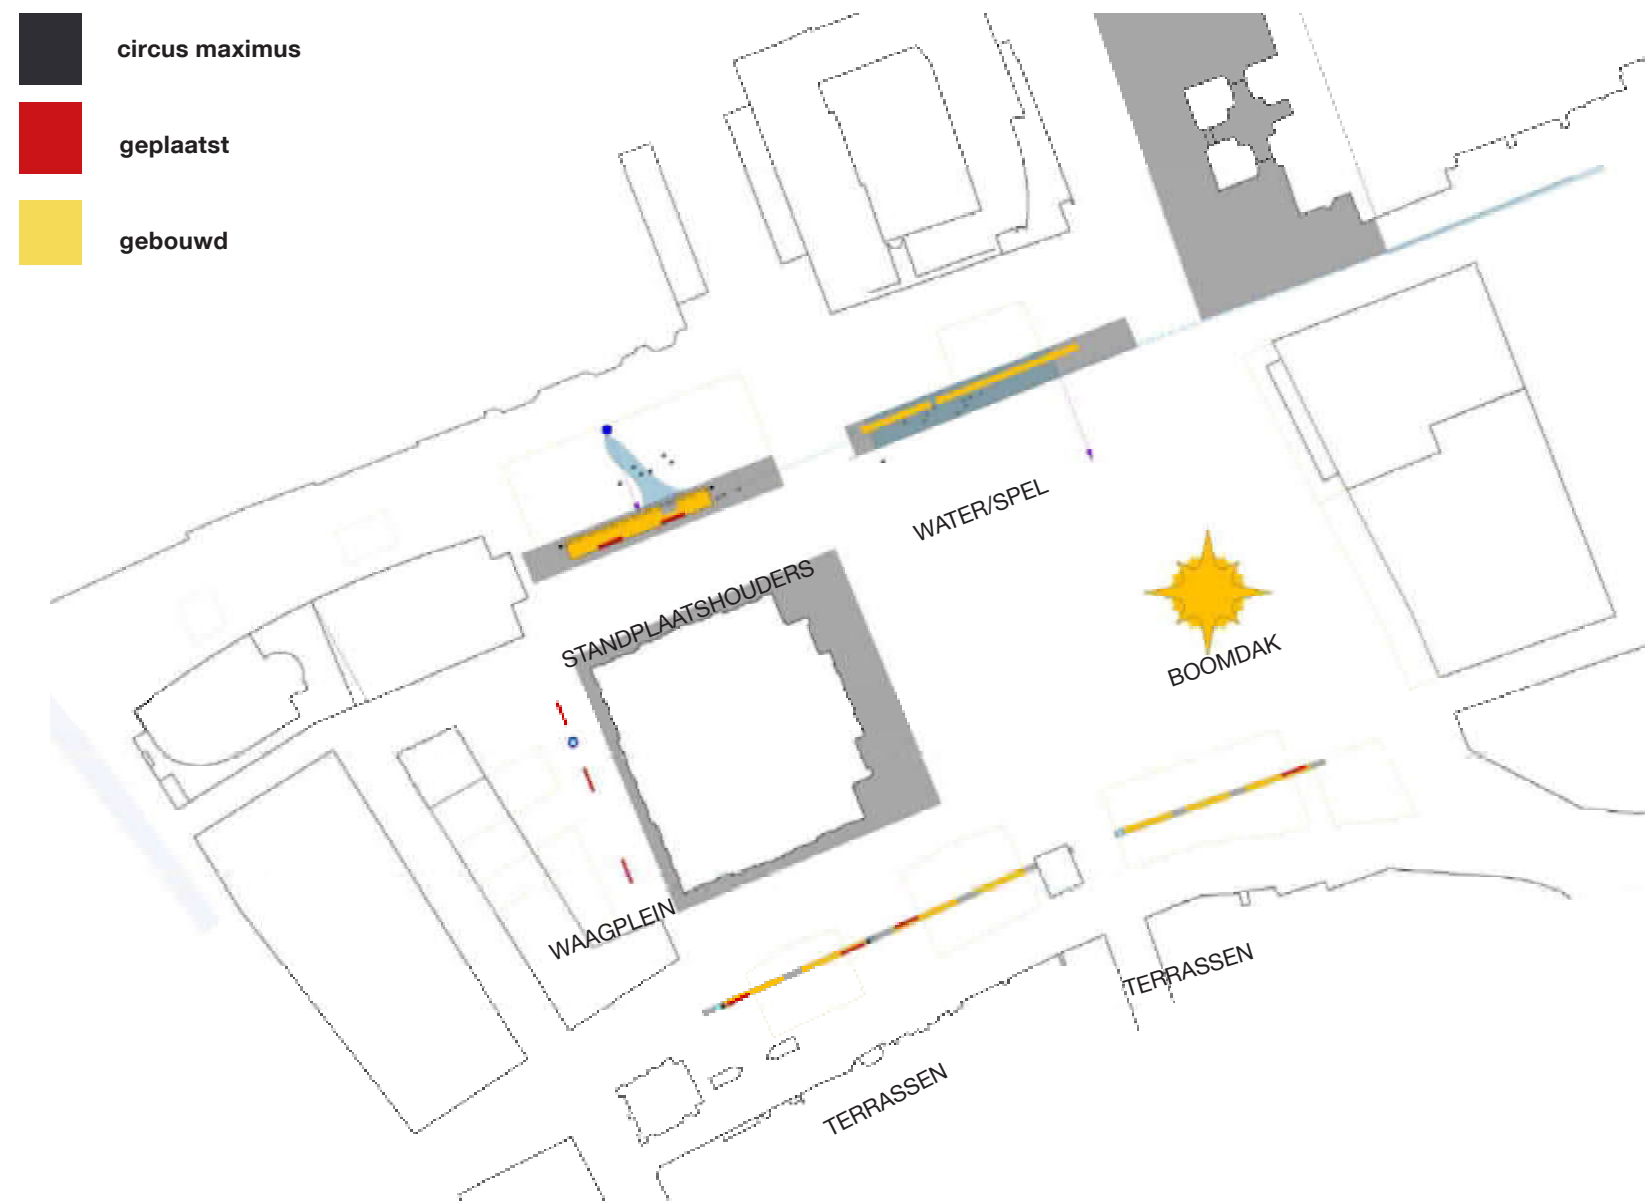 circus maximus
geplaatst
gebouwd
WATER/SPEL
STANDPLAATSHOUDERS
BOOMDAK
WAAGPLEIN
TERRASSEN
TERRASSEN